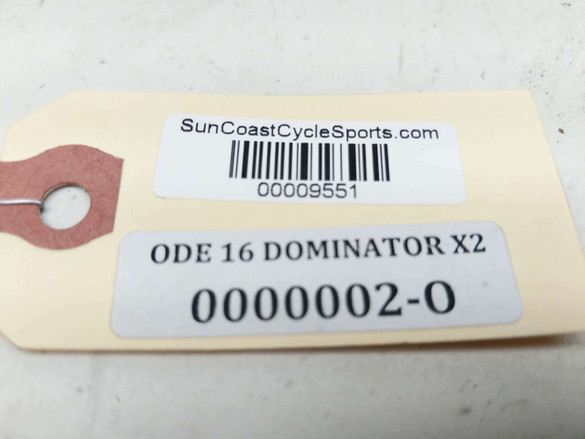 SunCoastCycleSports.com
00009551
ODE 16 DOMINATOR X2
0000002-O